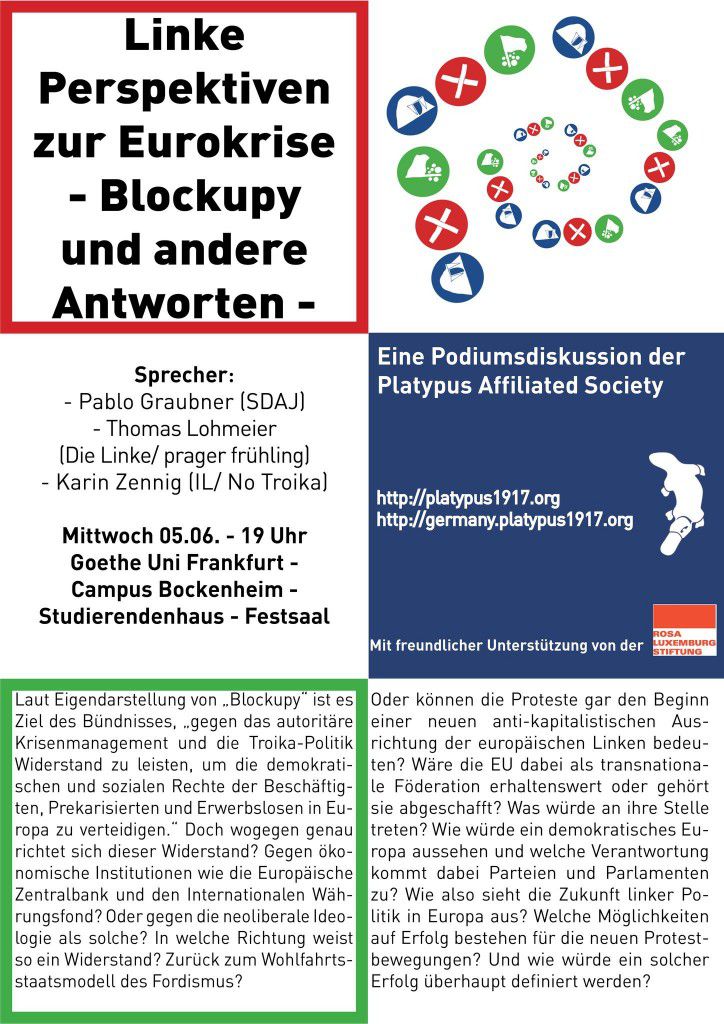 Linke
Perspektiven
zur Eurokrise
- Blockupy
und andere
Antworten -
Sprecher:
- Pablo Graubner (SDAJ)
- Thomas Lohmeier
(Die Linke/ prager frühling)
- Karin Zennig (IL/ No Troika)
Mittwoch 05.06. - 19 Uhr
Goethe Uni Frankfurt -
Campus Bockenheim -
Studierendenhaus - Festsaal
Eine Podiumsdiskussion der
Platypus Affiliated Society
http://platypus1917.org
http://germany.platypus1917.org
Mit freundlicher Unterstützung von der
ROSA
LUXEMBURG
STIFTUNG
Laut Eigendarstellung von „Blockupy“ ist es
Ziel des Bündnisses, „gegen das autoritäre
Krisenmanagement und die Troika-Politik
Widerstand zu leisten, um die demokrati-
schen und sozialen Rechte der Beschäftig-
ten, Prekarisierten und Erwerbslosen in Eu-
ropa zu verteidigen.“ Doch wogegen genau
richtet sich dieser Widerstand? Gegen öko-
nomische Institutionen wie die Europäische
Zentralbank und den Internationalen Wäh-
rungsfond? Oder gegen die neoliberale Ideo-
logie als solche? In welche Richtung weist
so ein Widerstand? Zurück zum Wohlfahrts-
staatsmodell des Fordismus?
Oder können die Proteste gar den Beginn
einer neuen anti-kapitalistischen Aus-
richtung der europäischen Linken bedeu-
ten? Wäre die EU dabei als transnationa-
le Föderation erhaltenswert oder gehört
sie abgeschafft? Was würde an ihre Stelle
treten? Wie würde ein demokratisches Eu-
ropa aussehen und welche Verantwortung
kommt dabei Parteien und Parlamenten
zu? Wie also sieht die Zukunft linker Po-
litik in Europa aus? Welche Möglichkeiten
auf Erfolg bestehen für die neuen Protest-
bewegungen? Und wie würde ein solcher
Erfolg überhaupt definiert werden?